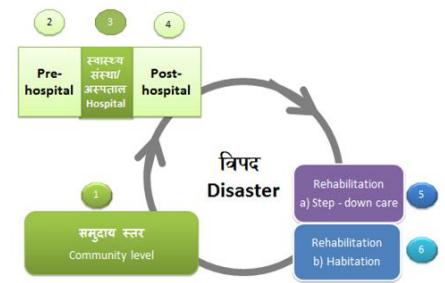 2
3
4
Pre-
hospital
स्वास्थ्य
संस्था/
अस्पताल
Hospital
Post-
hospital
विपद
Disaster
1
समुदाय स्तर
Community level
Rehabilitation
a) Step - down care
5
Rehabilitation
b) Habitation
6